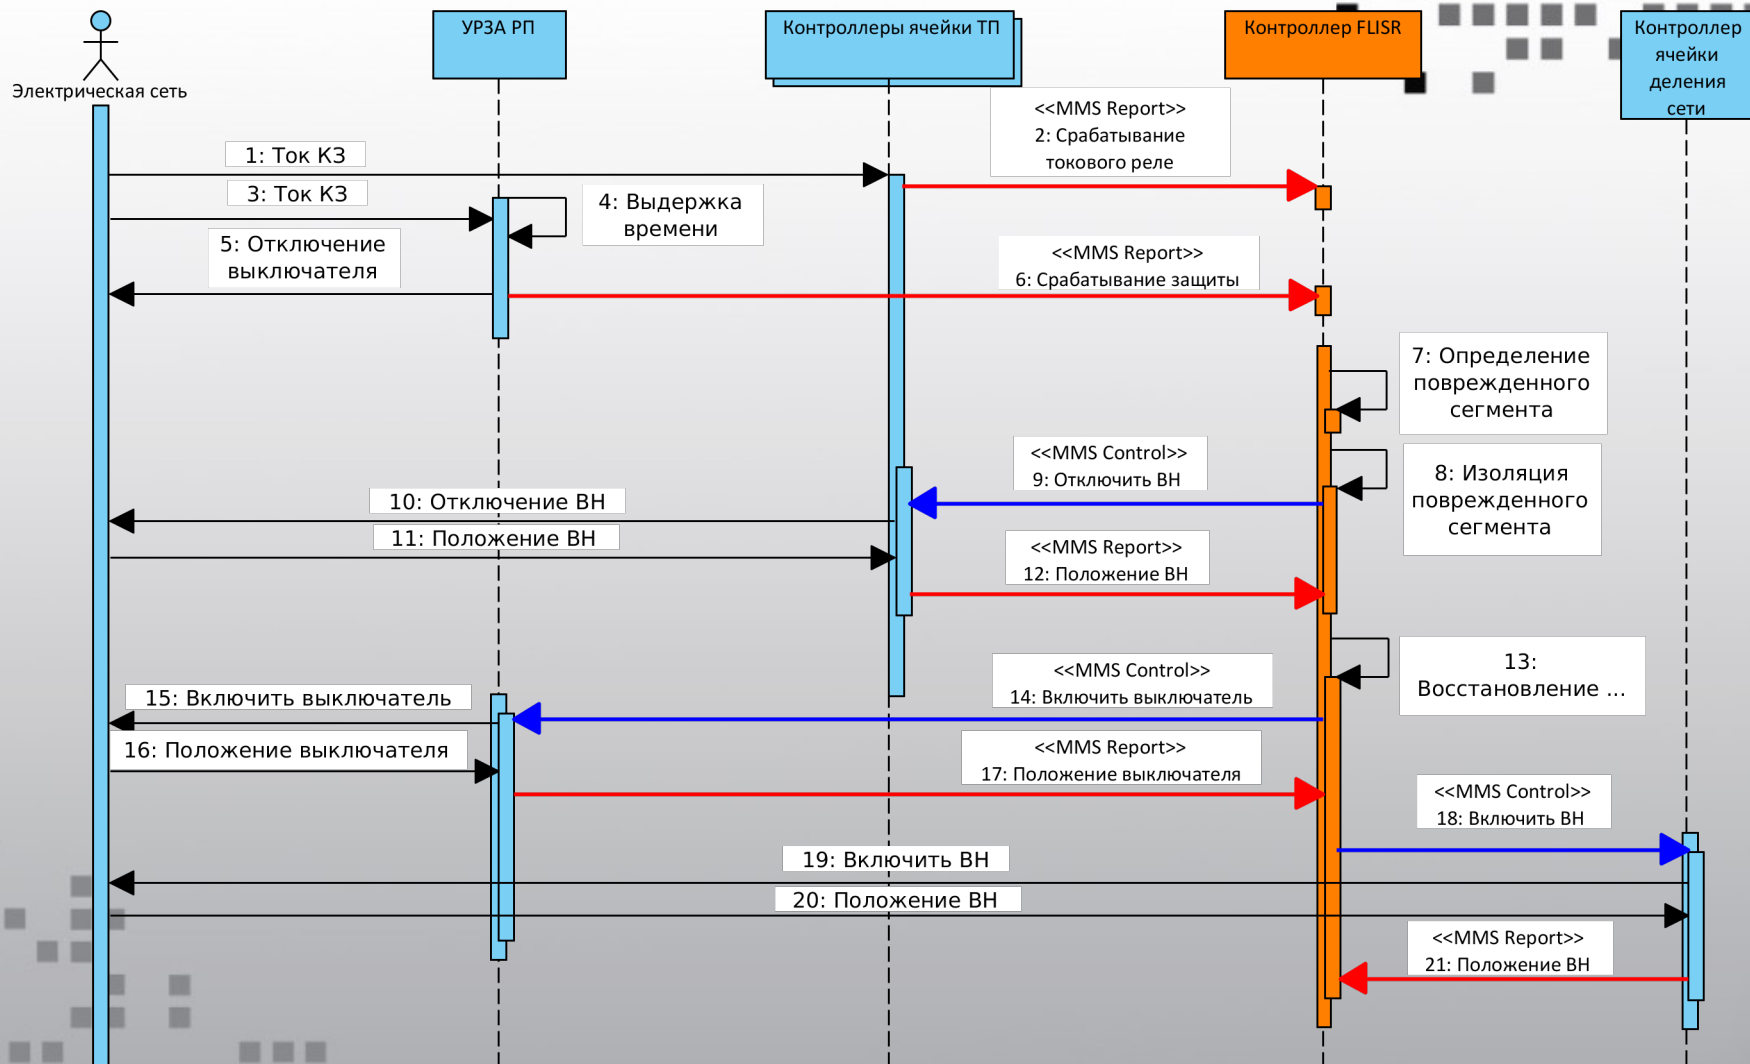 Электрическая сеть
УРЗА РП
Контроллеры ячейки ТП
Контроллер FLISR
Контроллер
ячейки
деления
сети
1: Ток КЗ
<<MMS Report>>
2: Срабатывание
токового реле
3: Ток КЗ
4: Выдержка
времени
5: Отключение
выключателя
<<MMS Report>>
6: Срабатывание защиты
7: Определение
поврежденного
сегмента
8: Изоляция
поврежденного
сегмента
<<MMS Control>>
9: Отключить ВН
10: Отключение ВН
11: Положение ВН
<<MMS Report>>
12: Положение ВН
13:
Восстановление ...
<<MMS Control>>
14: Включить выключатель
15: Включить выключатель
16: Положение выключателя
<<MMS Report>>
17: Положение выключателя
<<MMS Control>>
18: Включить ВН
19: Включить ВН
20: Положение ВН
<<MMS Report>>
21: Положение ВН